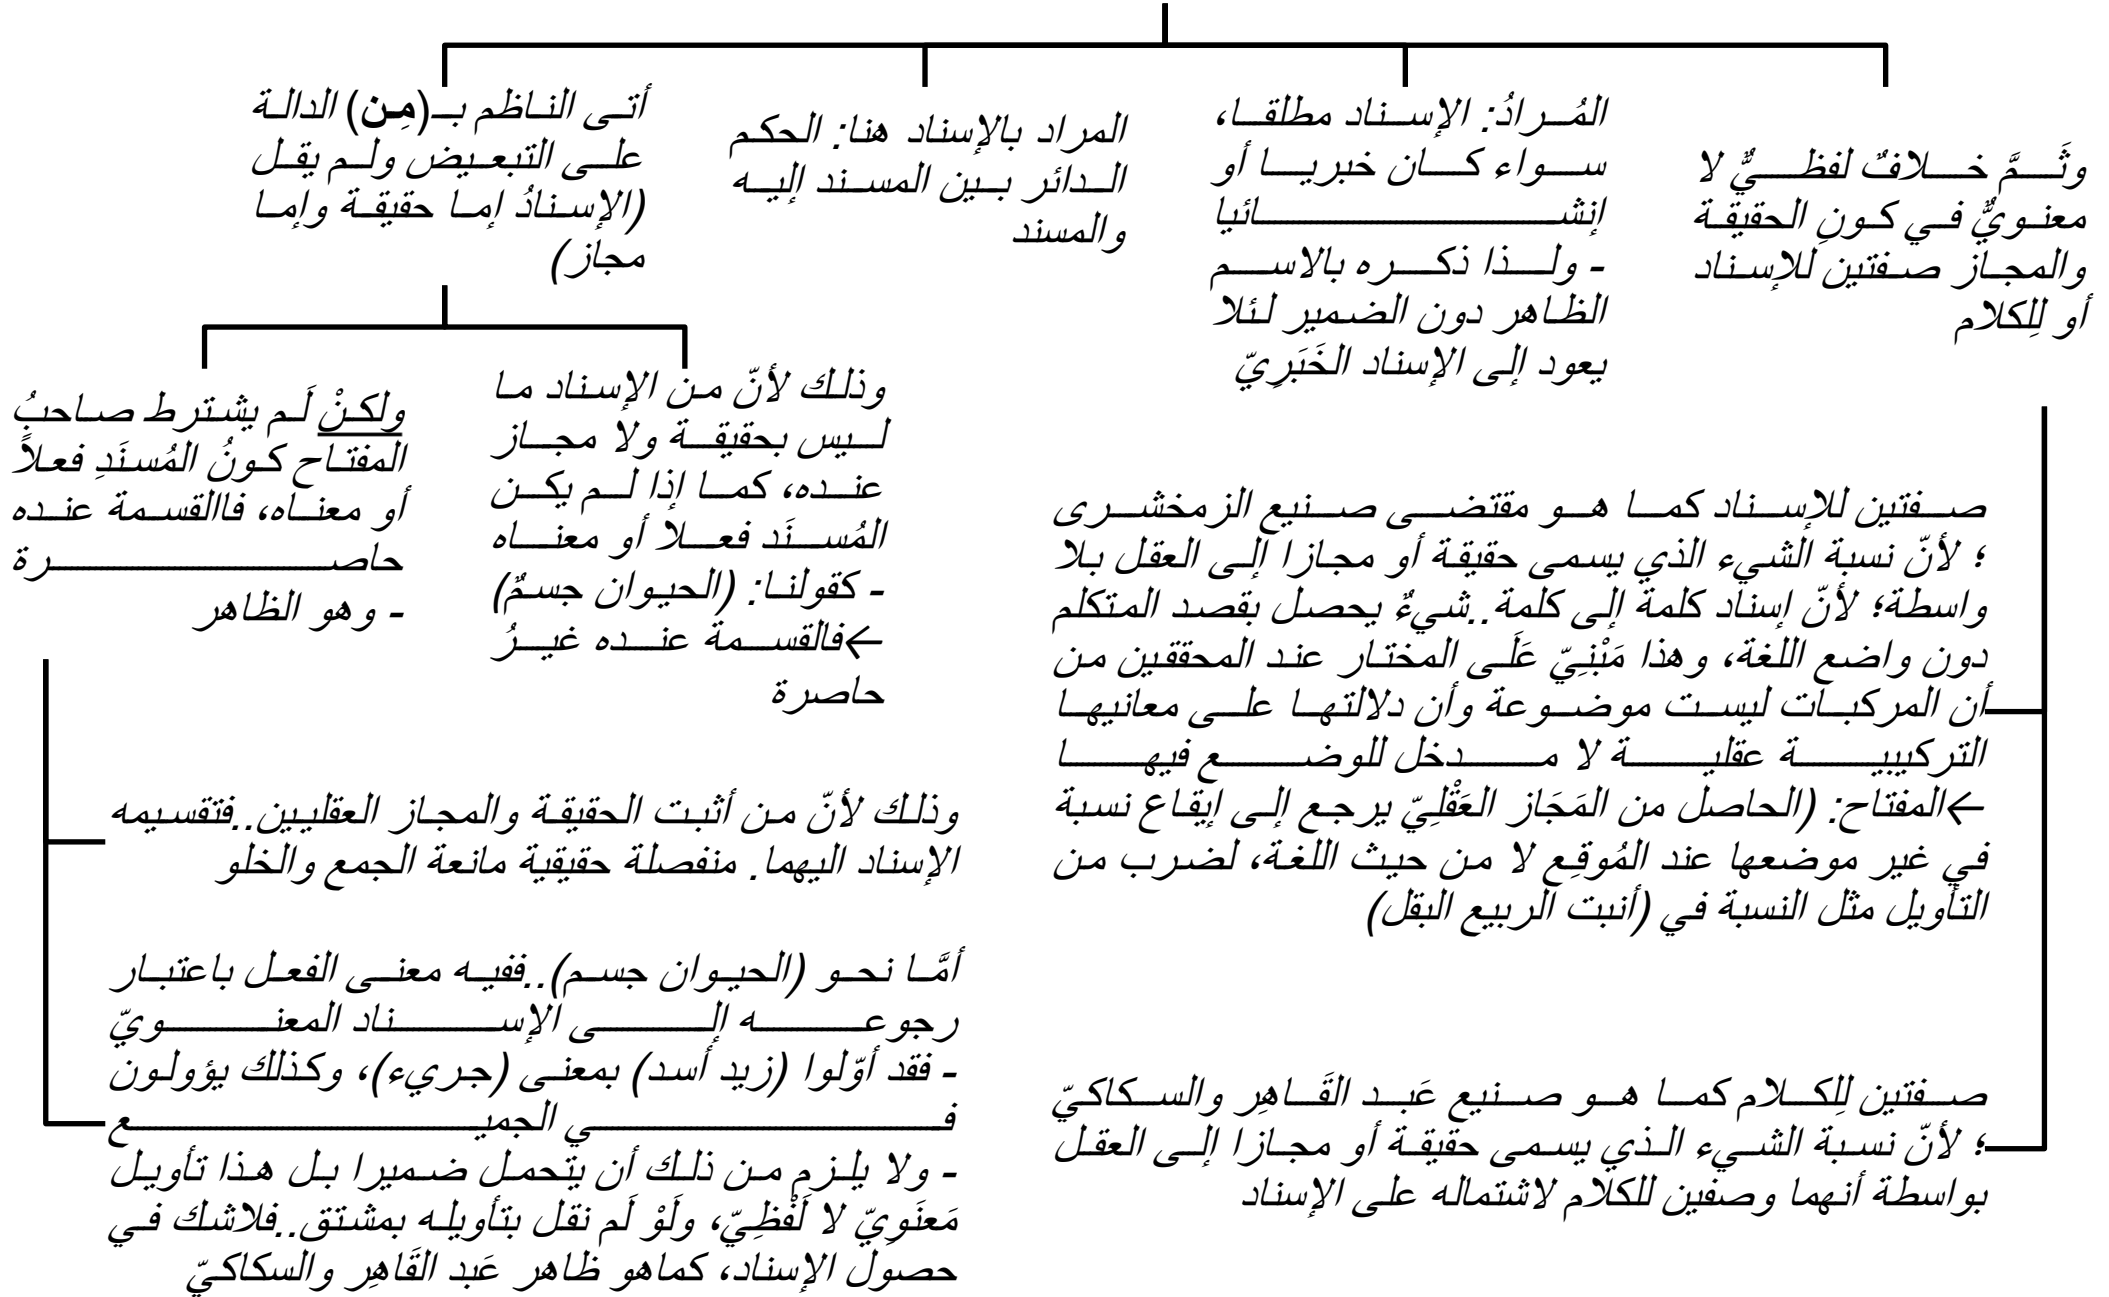 وثَمَّ خلافٌ لفظيٌّ لا
معنويٌّ في كونِ الحقيقة
والمجاز صفتين للإسناد
أو لِلكلام
صفتين للإسناد كما هو مقتضى صنيع الزمخشرى
؛ لأنّ نسبة الشيء الذي يسمى حقيقة أو مجازا إلى العقل بلا
واسطة؛ لأنّ إسناد كلمة إلى كلمة..شيءٌ يحصل بقصد المتكلم
دون واضع اللغة، وهذا مَبْنِيّ عَلَى المختار عند المحققين من
أن المركبات ليست موضوعة وأن دلالتها على معانيها
التركيبية عقلية لا مدخل للوضع فيها
←المفتاح: (الحاصل من المَجَاز العَقْلِيّ يرجع إلى إيقاع نسبة
في غير موضعها عند المُوقِع لا من حيث اللغة، لضرب من
التأويل مثل النسبة في (أنبت الربيع البقل)
صفتين لِلكلام كما هو صنيع عَبد القَاهِر والسكاكيّ
؛ لأنّ نسبة الشيء الذي يسمى حقيقة أو مجازا إلى العقل
بواسطة أنهما وصفين للكلام لاشتماله على الإسناد
المُرادُ: الإسناد مطلقا،
سواء كان خبريا أو
إنشائيا
- ولذا ذكره بالاسم
الظاهر دون الضمير لئلا
يعود إلى الإسناد الخَبَرِيّ
المراد بالإسناد هنا: الحكم
الدائر بين المسند إليه
والمسند
أتى الناظم بـ(مِن) الدالة
على التبعيض ولم يقل
(الإسنادُ إما حقيقة وإما
مجاز)
وذلك لأنّ من الإسناد ما
ليس بحقيقة ولا مجاز
عنده، كما إذا لم يكن
المُسنَد فعلا أو معناه
- كقولنا: (الحيوان جسمٌ)
←فالقسمة عنده غيرُ
حاصرة
ولكنْ لَم يشترط صاحبُ
المفتاح كونُ المُسنَدِ فعلاً
أو معناه، فاالقسمة عنده
حاصرة
- وهو الظاهر
وذلك لأنّ من أثبت الحقيقة والمجاز العقليين..فتقسيمه
الإسناد اليهما. منفصلة حقيقية مانعة الجمع والخلو
أمَّا نحو (الحيوان جسم)..ففيه معنى الفعل باعتبار
رجوعه إلى الإسناد المعنويّ
- فقد أوّلوا (زيد أسد) بمعنى (جريء)، وكذلك يؤولون
في الجميع
- ولا يلزم من ذلك أن يتحمل ضميرا بل هذا تأويل
مَعنَوِيّ لا لَفْظِيّ، ولَوْ لَم نقل بتأويله بمشتق..فلاشك في
حصول الإسناد، كماهو ظاهر عَبد القَاهِر والسكاكيّ